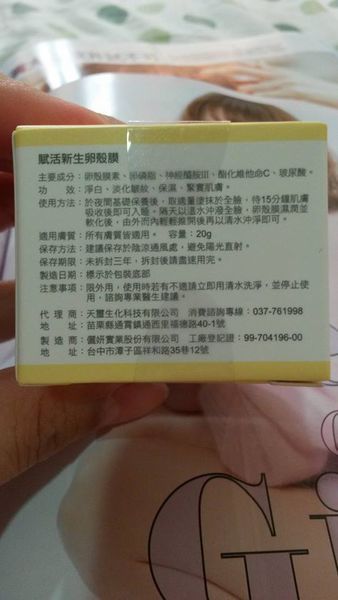 賦活新生卵殼膜
主要成分：卵殼膜素、卵磷脂、神經醯胺III、酯化維他命C、玻尿酸。
功　　效：淨白、淡化皺紋、保濕、緊實肌膚。
使用方法：於夜間基礎保養後，取適量塗抹於全臉，待15分鐘肌膚
吸收後即可入睡。隔天以溫水沖溼全臉，卵殼膜濕潤並
軟化後，由外而內輕輕推開後再以清水沖淨即可。
適用膚質：所有膚質皆適用。　容量：20g
保存方法：建議保存於陰涼通風處，避免陽光直射。
保存期限：未拆封三年，拆封後請盡速用完。
製造日期：標示於包裝底部
注意事項：限外用，使用時若有不適請立即用清水洗淨，並停止使
用，諮詢專業醫生建議。
代 理 商：天靈生化科技有限公司　消費諮詢專線：037-761998
地　　址：苗栗縣通霄鎮通西里福德路40-1號
製 造 商：儷妍實業股份有限公司　工廠登記證：99-704196-00
地　　址：台中市潭子區祥和路35巷12號
Gi